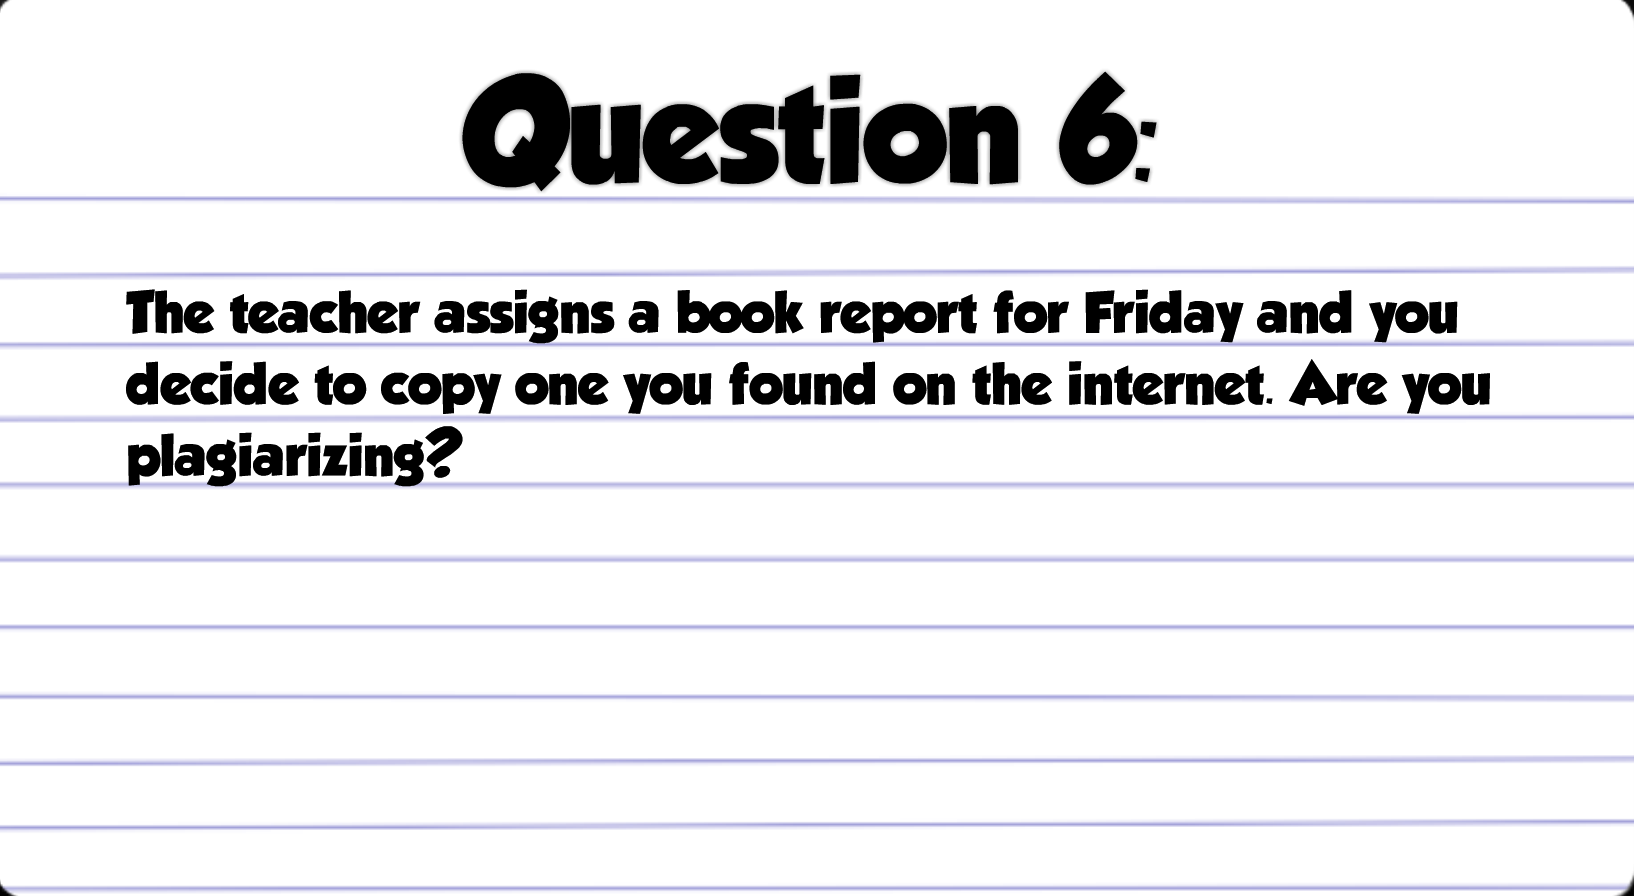 Question 6:
The teacher assigns a book report for Friday and you
decide to copy one you found on the internet. Are you
plagiarizing?